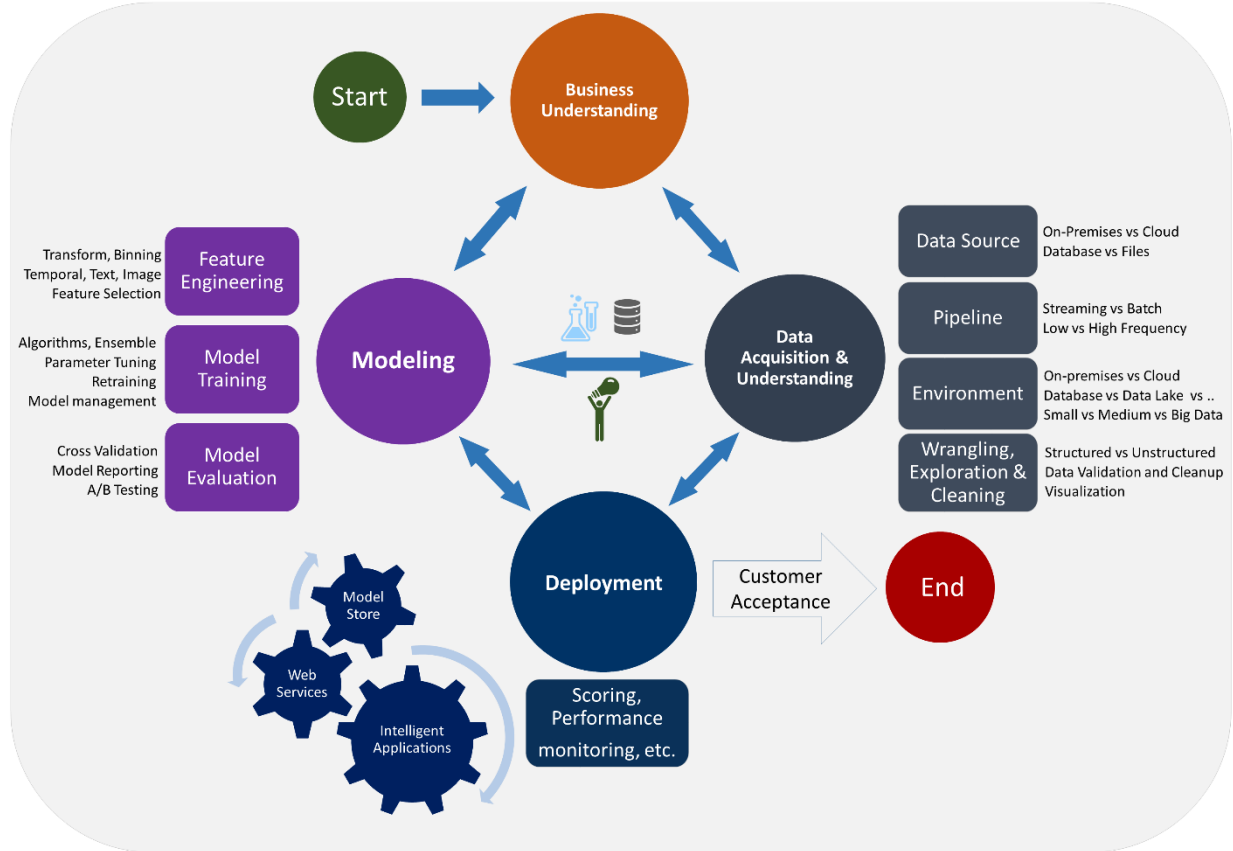 Start
Business
Understanding
Transform, Binning
Temporal, Text, Image
Feature Selection
Feature
Engineering
Algorithms, Ensemble
Parameter Tuning
Retraining
Model management
Model
Training
Cross Validation
Model Reporting
A/B Testing
Model
Evaluation
Modeling
Data
Acquisition &
Understanding
Data Source
On-Premises vs Cloud
Database vs Files
Pipeline
Streaming vs Batch
Low vs High Frequency
Environment
On-premises vs Cloud
Database vs Data Lake vs ..
Small vs Medium vs Big Data
Wrangling,
Exploration &
Cleaning
Structured vs Unstructured
Data Validation and Cleanup
Visualization
Deployment
Customer
Acceptance
End
Model
Store
Web
Services
Intelligent
Applications
Scoring,
Performance
monitoring, etc.